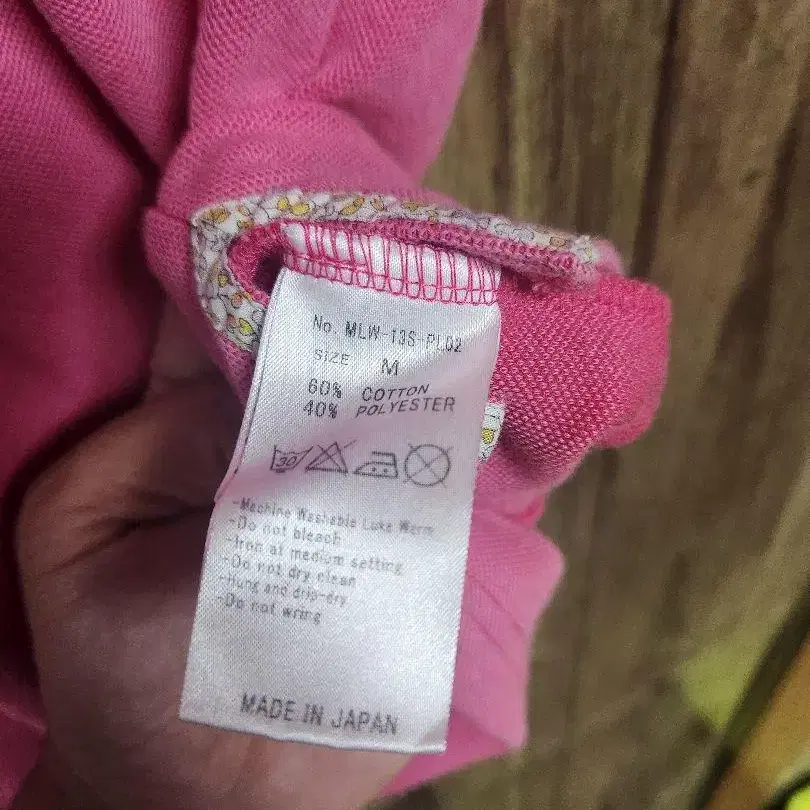 No. MLW-13S-PL02
SIZE M
60% COTTON
40% POLYESTER
30
-Machine Washable Luke Warm
-Do not bleach
-Iron at medium setting
-Do not dry clean
-Hung and drip-dry
-Do not wring
MADE IN JAPAN